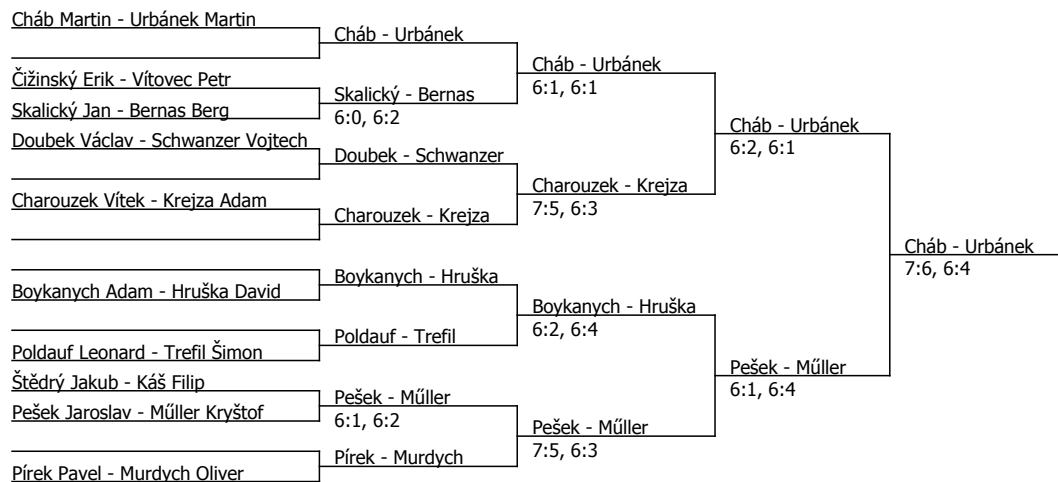 Cháb Martin - Urbánek Martin
Čižinský Erik - Vítovec Petr
Skalický Jan - Bernas Berg
Doubek Václav - Schwanzer Vojtech
Charouzek Vítek - Krejza Adam
Boykanych Adam - Hruška David
Poldauf Leonard - Trefil Šimon
Štědrý Jakub - Káš Filip
Pešek Jaroslav - Műller Kryštof
Pírek Pavel - Murdych Oliver
Cháb - Urbánek
Skalický - Bernas
6:0, 6:2
Doubek - Schwanzer
Charouzek - Krejza
Boykanych - Hruška
Poldauf - Trefil
Pešek - Műller
6:1, 6:2
Pírek - Murdych
Cháb - Urbánek
6:1, 6:1
Charouzek - Krejza
7:5, 6:3
Boykanych - Hruška
6:2, 6:4
Pešek - Műller
7:5, 6:3
Cháb - Urbánek
6:2, 6:1
Pešek - Műller
6:1, 6:4
Cháb - Urbánek
7:6, 6:4